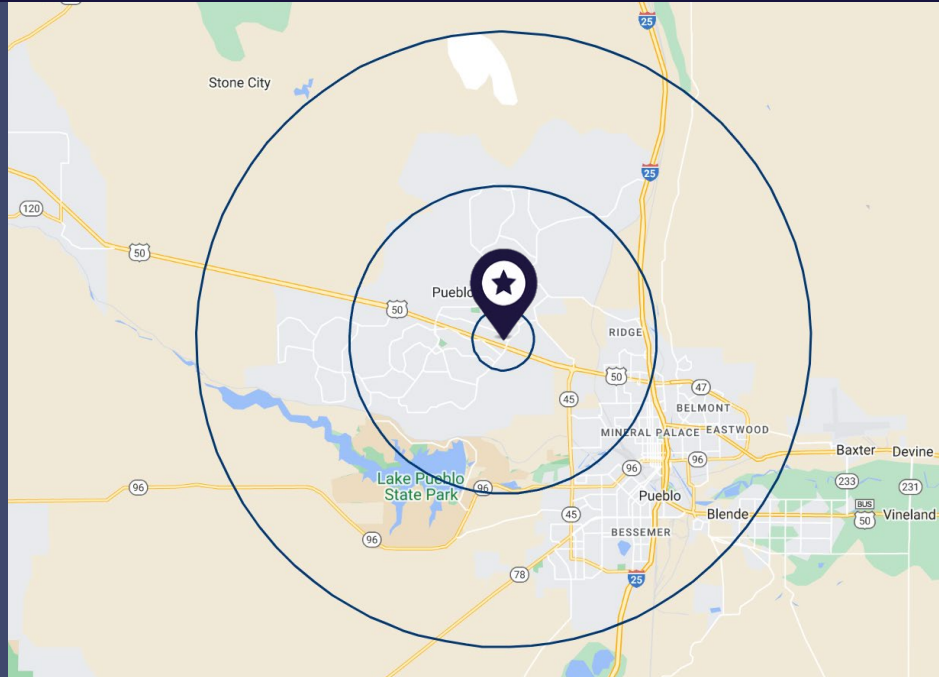 25
Stone City
25
120
50
Pueblo
50
RIDGE
50
47
45
BELMONT
MINERAL PALACE
EASTWOOD
Baxter
Devine
96
96
96
Lake Pueblo
State Park
96
233
231
Pueblo
BUS
50
Blende
Vineland
45
BESSEMER
96
78
25